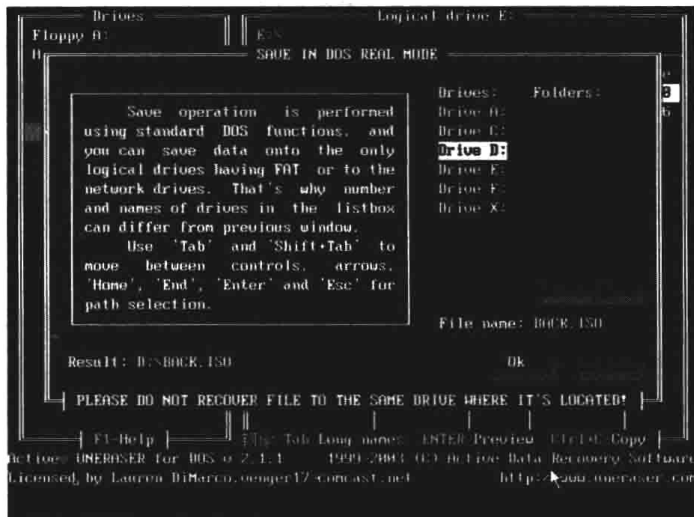 Drives
Logical drive E:
Floppy A:
E:\
SAVE IN DOS REAL MODE
Save operation is performed
using standard DOS functions, and
you can save data onto the only
logical drives having FAT or to the
network drives. That's why number
and names of drives in the listbox
can differ from previous window.
Use 'Tab' and 'Shift+Tab' to
move between controls, arrows,
'Home', 'End', 'Enter' and 'Esc' for
path selection.
Drives: Folders:
Drive A:
Drive C:
Drive D:
Drive E:
Drive F:
Drive X:
File name: BACK.ISO
Result: D:\BACK.ISO
Ok
PLEASE DO NOT RECOVER FILE TO THE SAME DRIVE WHERE IT'S LOCATED!
F1-Help
Tab Long names ENTER-Preview Ctrl+C-Copy
Active@ UNERASER for DOS v 2.1.1 1999-2003 (C) Active Data Recovery Software
Licensed by Lauren DiMarco, http://www.uneraser.com